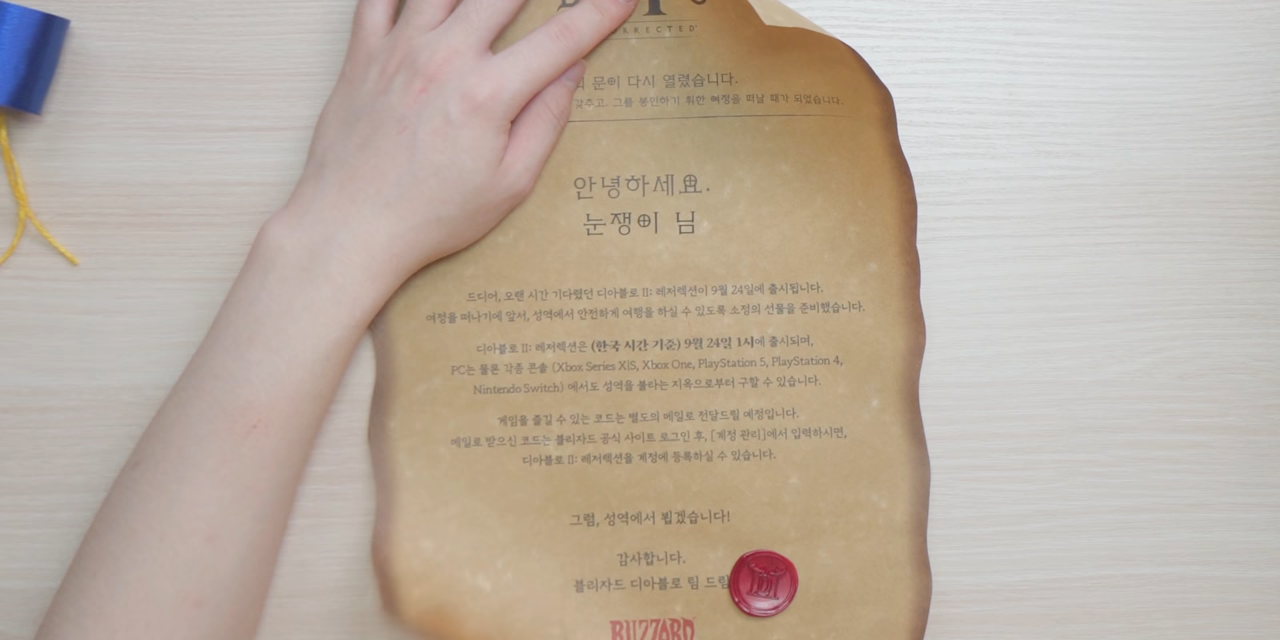 RRECTED
문이 다시 열렸습니다.
갖추고, 그를 봉인하기 위한 여정을 떠날 때가 되었습니다.
안녕하세요.
눈쟁이 님
드디어, 오랜 시간 기다렸던 디아블로 II: 레저렉션이 9월 24일에 출시됩니다.
여정을 떠나기에 앞서, 성역에서 안전하게 여행을 하실 수 있도록 소정의 선물을 준비했습니다.
디아블로 II: 레저렉션은 (한국 시간 기준) 9월 24일 1시에 출시되며,
PC는 물론 각종 콘솔 (Xbox Series X|S, Xbox One, PlayStation 5, PlayStation 4,
Nintendo Switch) 에서도 성역을 불타는 지옥으로부터 구할 수 있습니다.
게임을 즐길 수 있는 코드는 별도의 메일로 전달드릴 예정입니다.
메일로 받으신 코드는 블리자드 공식 사이트 로그인 후, [계정 관리]에서 입력하시면,
디아블로 II: 레저렉션을 계정에 등록하실 수 있습니다.
그럼, 성역에서 뵙겠습니다!
감사합니다.
블리자드 디아블로 팀 드림
BLIZZARD